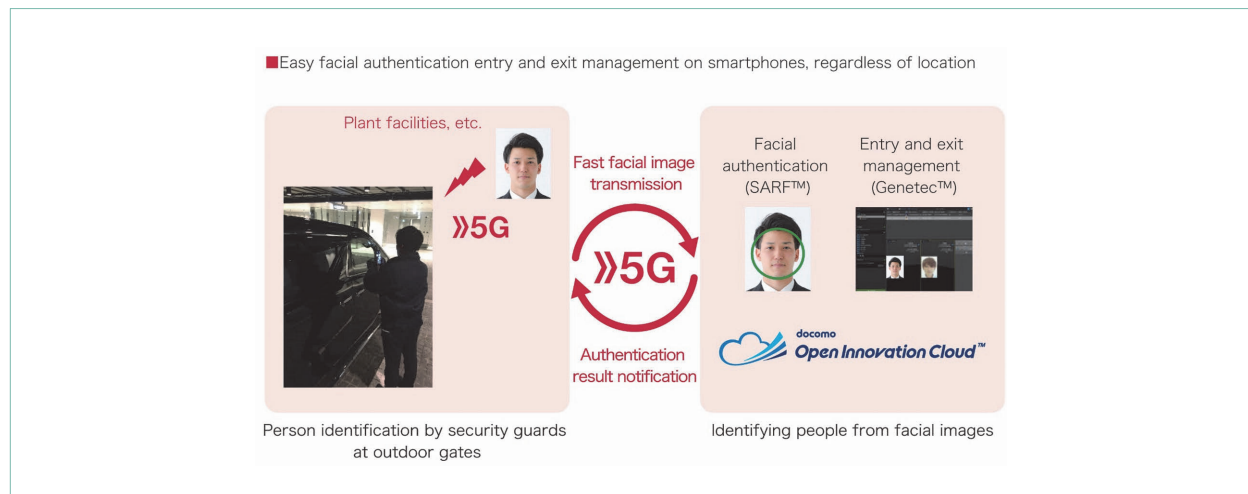 ■Easy facial authentication entry and exit management on smartphones, regardless of location
Plant facilities, etc.
5G
Person identification by security guards
at outdoor gates
Fast facial image
transmission
5G
Authentication
result notification
Facial
authentication
(SARF™)
Entry and exit
management
(Genetec™)
docomo
Open Innovation Cloud™
Identifying people from facial images